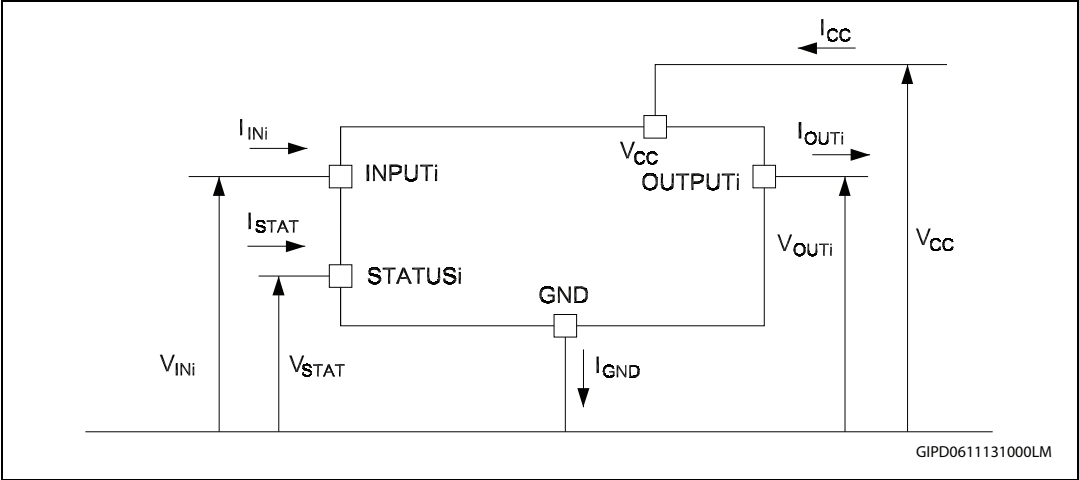 ICC
IINi
VCC
IOUTi
INPUTi
OUTPUTi
ISTAT
VOUTi
VCC
STATUSi
GND
VINi
VSTAT
IGND
GIPD0611131000LM